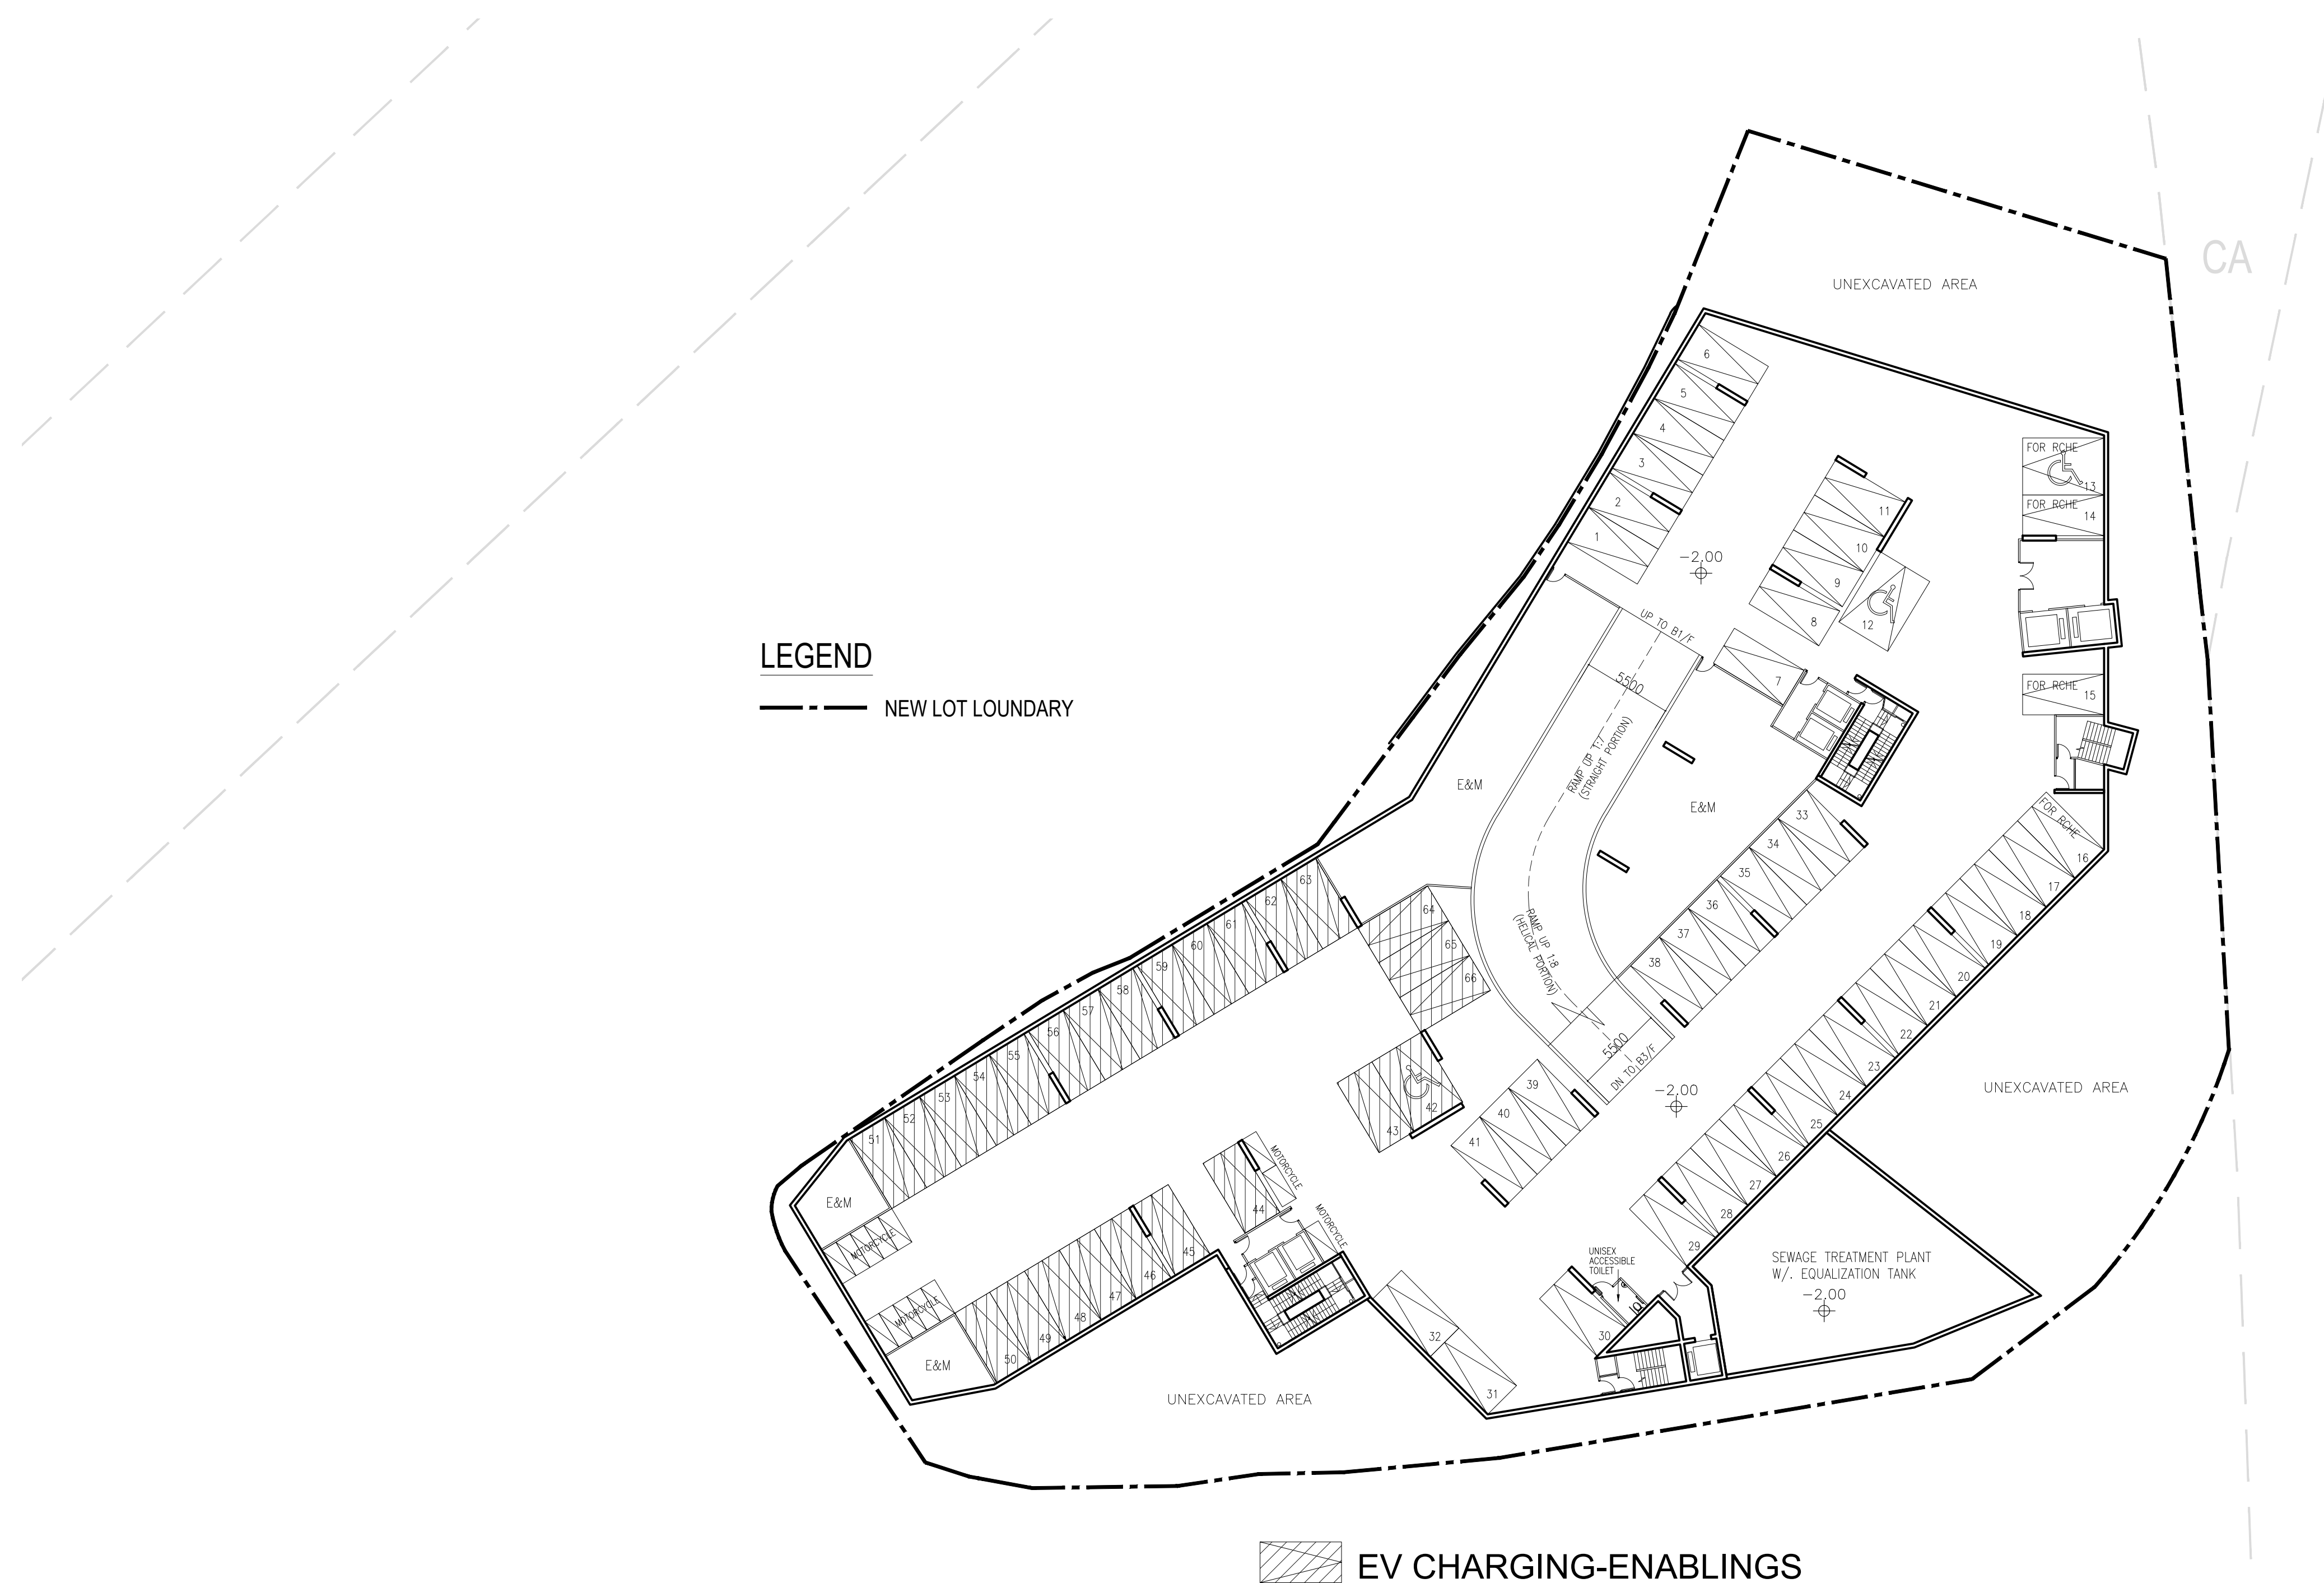 CA
UNEXCAVATED AREA
6
5
4
3
2
1
FOR RCHE
13
FOR RCHE
14
11
10
9
8
12
-2.00
UP TO B1/F
5500
7
FOR RCHE
15
LEGEND
NEW LOT LOUNDARY
RAMP UP 1:7
(STRAIGHT PORTION)
E&M
E&M
FOR RCHE
16
17
18
19
20
21
22
23
24
25
26
27
28
29
33
34
35
36
37
38
RAMP UP 1:8
(HELICAL PORTION)
5500
DN TO B3/F
-2.00
39
40
41
63
62
61
60
59
58
57
56
55
54
53
52
51
64
65
66
42
43
UNEXCAVATED AREA
MOTORCYCLE
44
MOTORCYCLE
E&M
MOTORCYCLE
MOTORCYCLE
E&M
45
46
47
48
49
50
UNISEX
ACCESSIBLE
TOILET
30
32
31
SEWAGE TREATMENT PLANT
W/. EQUALIZATION TANK
-2.00
UNEXCAVATED AREA
EV CHARGING-ENABLINGS